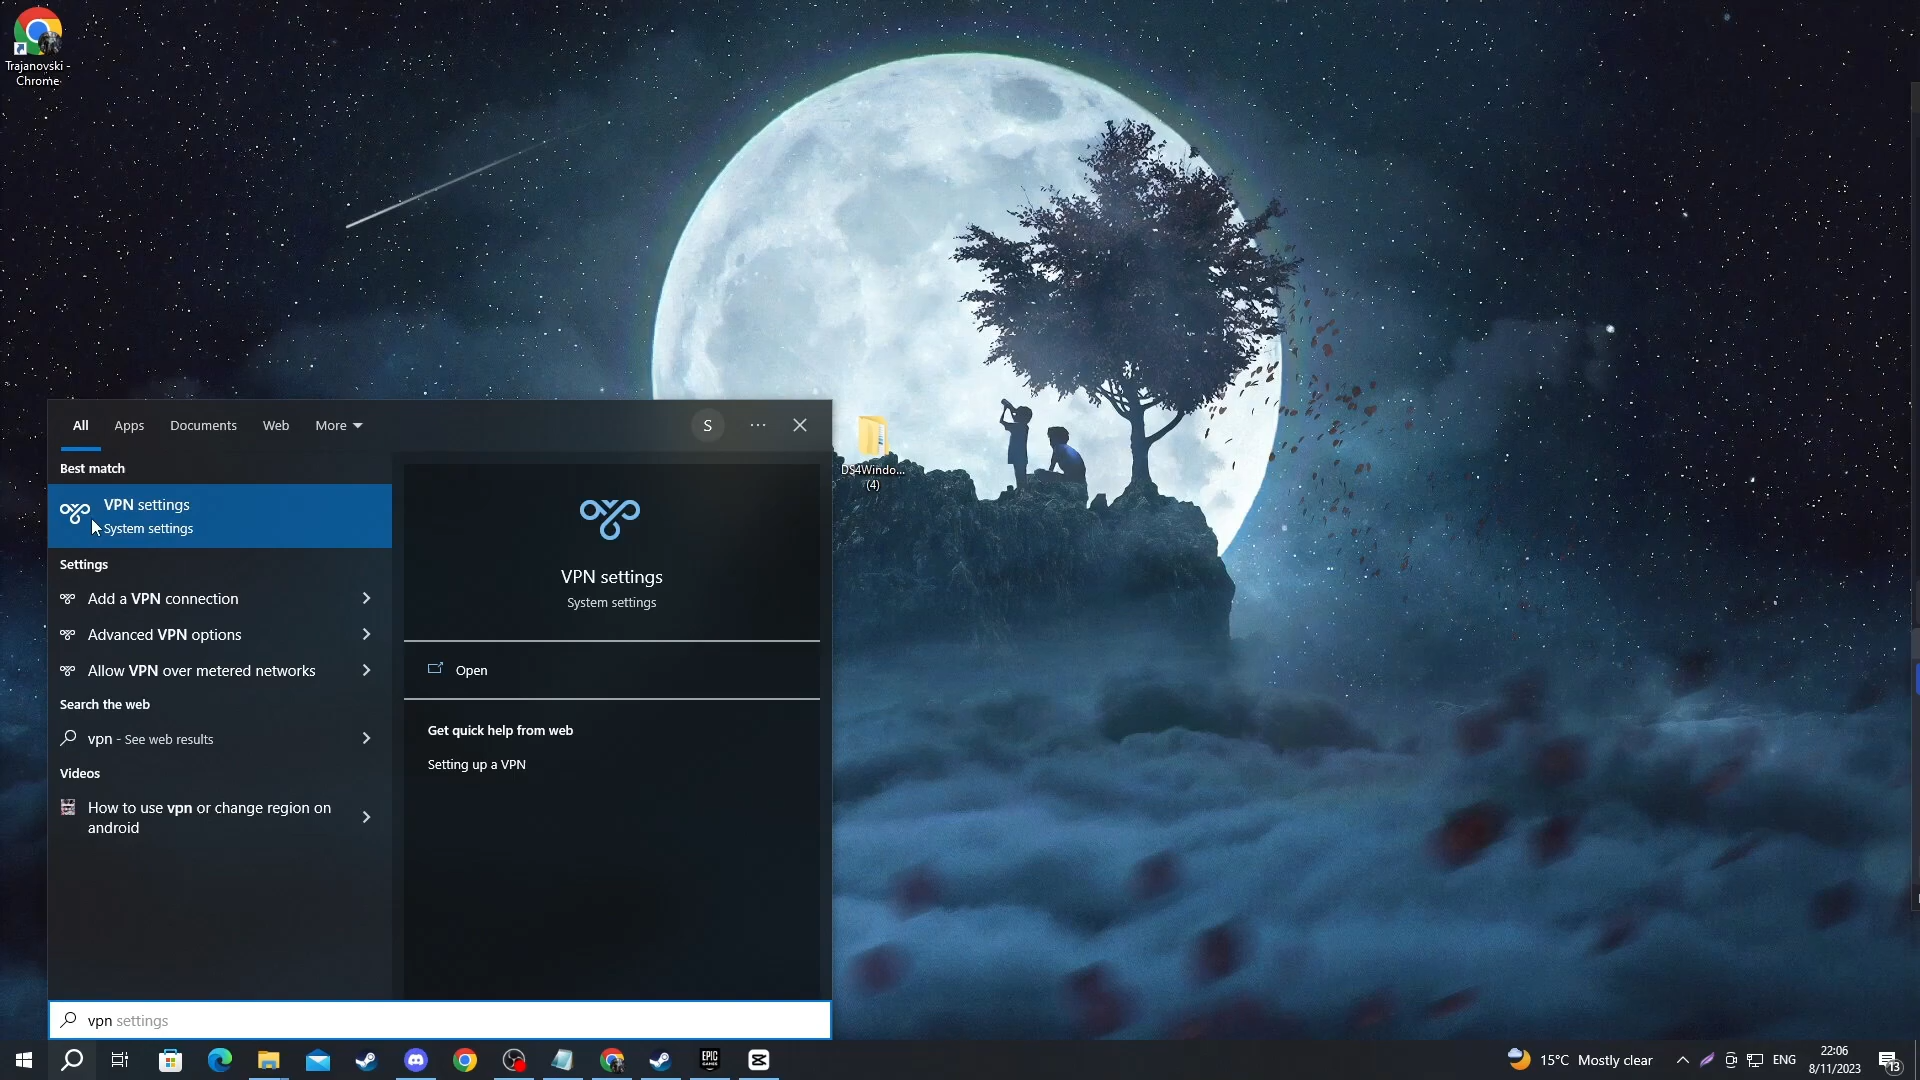 Trajanovski -
Chrome
DS4Windo...
(4)
All
Apps
Documents
Web
More
S
Best match
VPN settings
System settings
Settings
Add a VPN connection
Advanced VPN options
Allow VPN over metered networks
Search the web
vpn - See web results
Videos
How to use vpn or change region on
android
VPN settings
System settings
Open
Get quick help from web
Setting up a VPN
vpn settings
EPIC
GAMES
15°C Mostly clear
ENG
22:06
8/11/2023
13